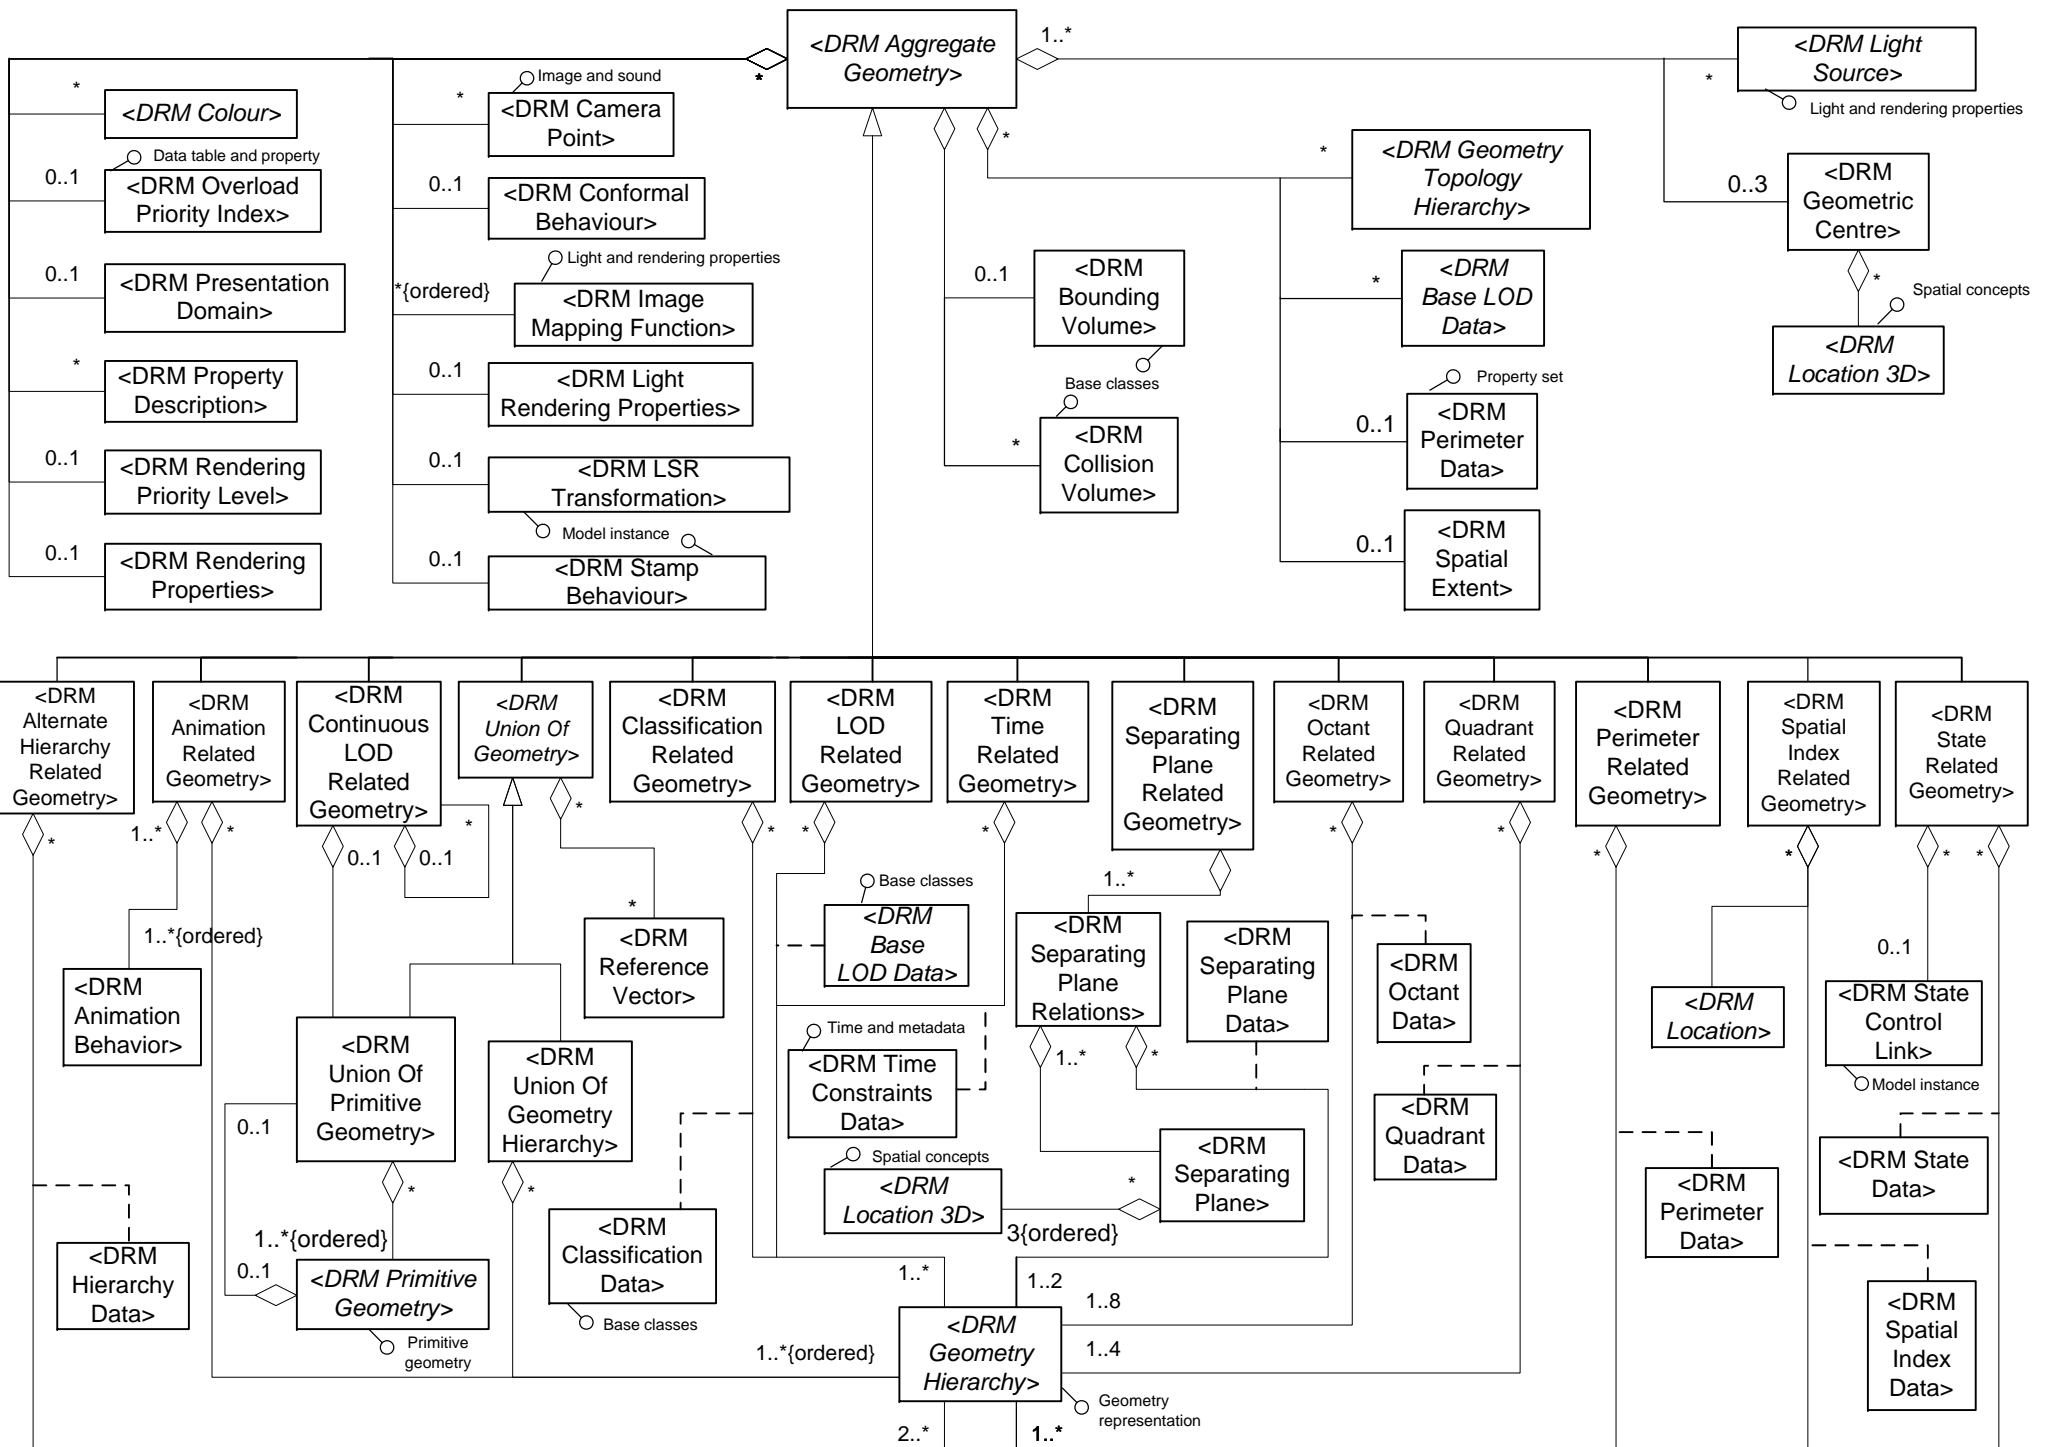 <DRM Aggregate
Geometry>
*
1..*
<DRM Light
Source>
*
Light and rendering properties
0..3
<DRM
Geometric
Centre>
*
Spatial concepts
<DRM
Location 3D>
*
<DRM Colour>
Data table and property
0..1
<DRM Overload
Priority Index>
0..1
<DRM Presentation
Domain>
*
<DRM Property
Description>
0..1
<DRM Rendering
Priority Level>
0..1
<DRM Rendering
Properties>
Image and sound
*
<DRM Camera
Point>
0..1
<DRM Conformal
Behaviour>
Light and rendering properties
*{ordered}
<DRM Image
Mapping Function>
0..1
<DRM Light
Rendering Properties>
0..1
<DRM LSR
Transformation>
Model instance
0..1
<DRM Stamp
Behaviour>
0..1
<DRM
Bounding
Volume>
Base classes
*
<DRM
Collision
Volume>
*
*
<DRM Geometry
Topology
Hierarchy>
*
<DRM
Base LOD
Data>
Property set
0..1
<DRM
Perimeter
Data>
0..1
<DRM
Spatial
Extent>
<DRM
Alternate
Hierarchy
Related
Geometry>
*
<DRM
Animation
Related
Geometry>
1..*
*
<DRM
Continuous
LOD
Related
Geometry>
*
0..1
0..1
<DRM
Union Of
Geometry>
*
<DRM
Classification
Related
Geometry>
*
<DRM
LOD
Related
Geometry>
*
<DRM
Time
Related
Geometry>
*
<DRM
Separating
Plane
Related
Geometry>
1..*
<DRM
Octant
Related
Geometry>
*
<DRM
Quadrant
Related
Geometry>
*
<DRM
Perimeter
Related
Geometry>
*
<DRM
Spatial
Index
Related
Geometry>
*
<DRM
State
Related
Geometry>
*
*
1..*{ordered}
<DRM
Animation
Behavior>
*
<DRM
Reference
Vector>
Base classes
<DRM
Base
LOD Data>
<DRM
Separating
Plane
Relations>
1..*
*
<DRM
Separating
Plane
Data>
<DRM
Octant
Data>
<DRM
Location>
0..1
<DRM State
Control
Link>
Model instance
<DRM
Union Of
Primitive
Geometry>
0..1
*
<DRM
Union Of
Geometry
Hierarchy>
*
Time and metadata
<DRM Time
Constraints
Data>
<DRM
Quadrant
Data>
<DRM State
Data>
Spatial concepts
<DRM
Location 3D>
*
3{ordered}
<DRM
Separating
Plane>
<DRM
Perimeter
Data>
<DRM
Hierarchy
Data>
1..*{ordered}
0..1
<DRM Primitive
Geometry>
Primitive
geometry
<DRM
Classification
Data>
Base classes
<DRM
Spatial
Index
Data>
1..*
1..2
1..8
1..4
1..*{ordered}
<DRM
Geometry
Hierarchy>
Geometry
representation
2..*
1..*